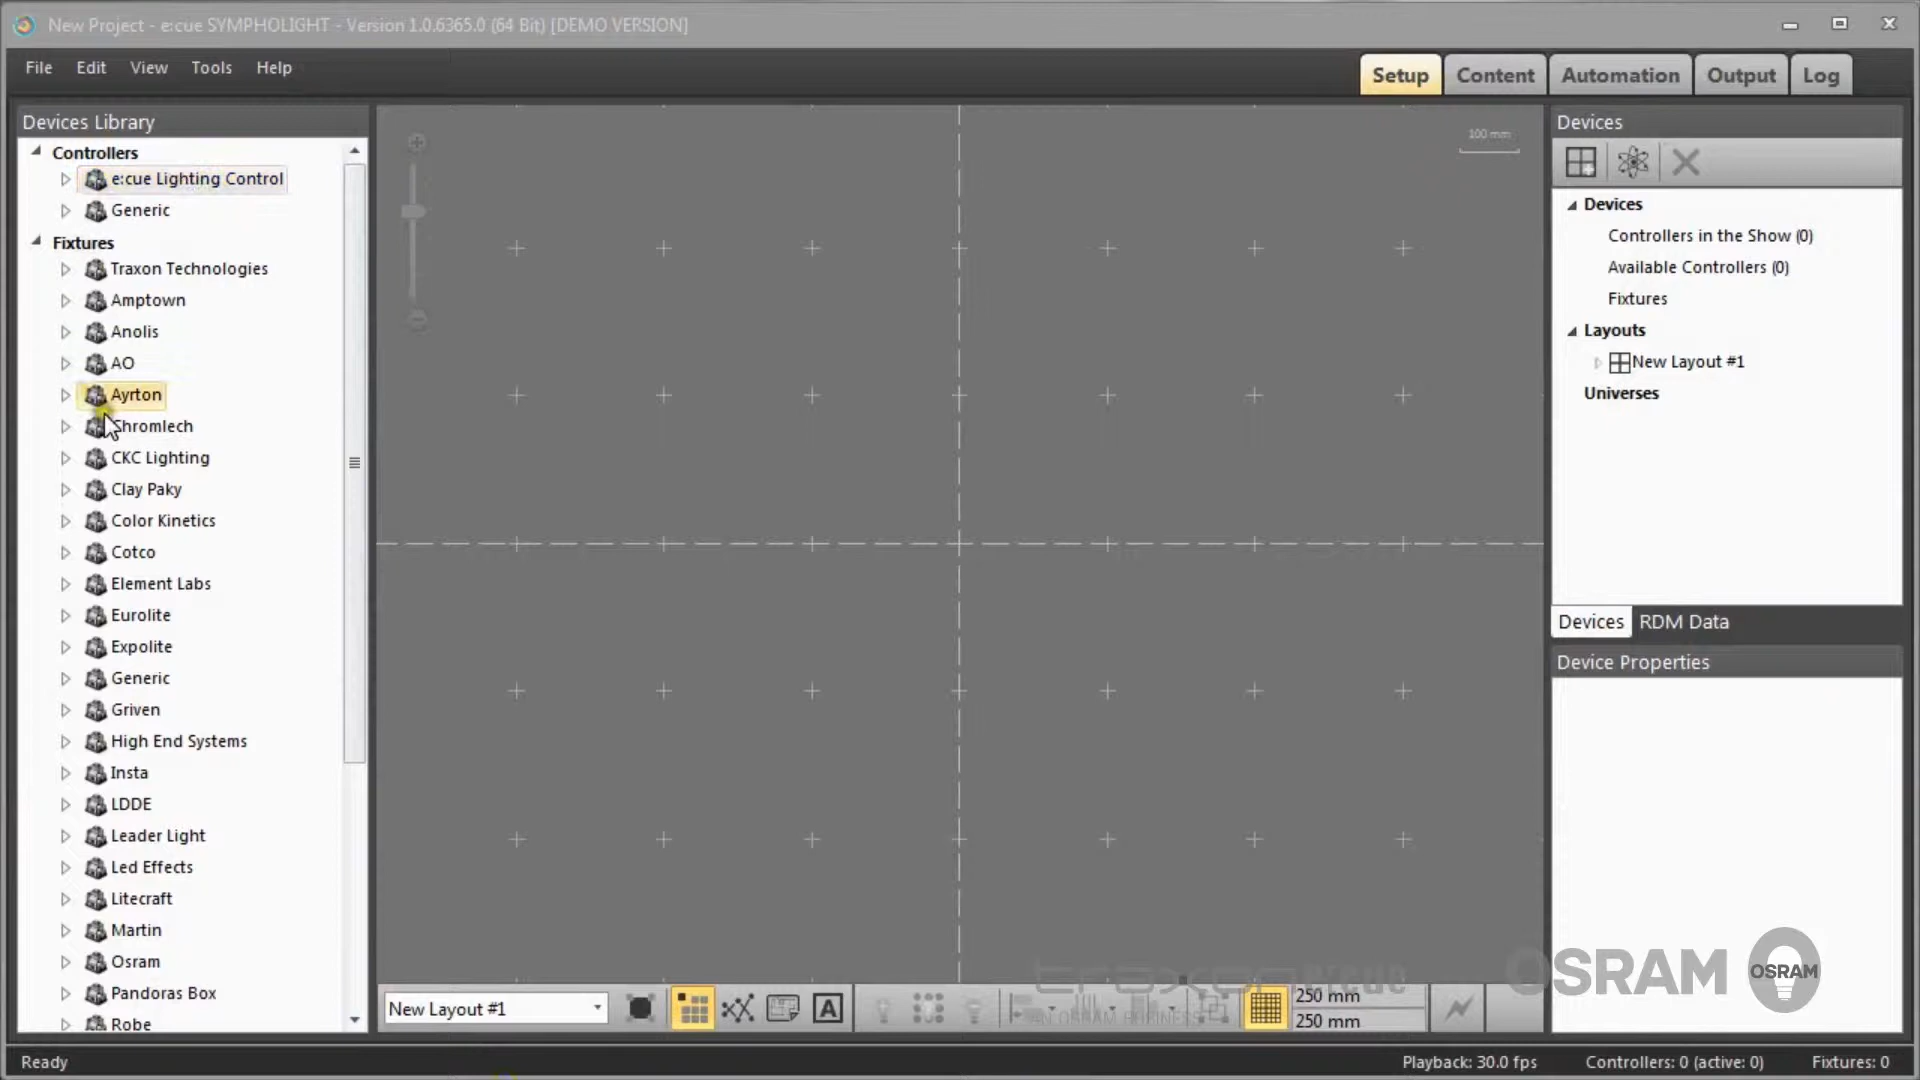 New Project - e:cue SYMPHOLIGHT - Version 1.0.6365.0 (64 Bit) [DEMO VERSION]
File Edit View Tools Help
Setup Content Automation Output Log
Devices Library
Controllers
e:cue Lighting Control
Generic
Fixtures
Traxon Technologies
Amptown
Anolis
AO
Ayrton
Chromlech
CKC Lighting
Clay Paky
Color Kinetics
Cotco
Element Labs
Eurolite
Expolite
Generic
Griven
High End Systems
Insta
LDDE
Leader Light
Led Effects
Litecraft
Martin
Osram
Pandoras Box
Robe
100 mm
New Layout #1
A
250 mm
250 mm
traxon e:cue
AN OSRAM BUSINESS
Devices
Devices
Controllers in the Show (0)
Available Controllers (0)
Fixtures
Layouts
New Layout #1
Universes
Devices RDM Data
Device Properties
OSRAM
OSRAM
Ready
Playback: 30.0 fps
Controllers: 0 (active: 0)
Fixtures: 0